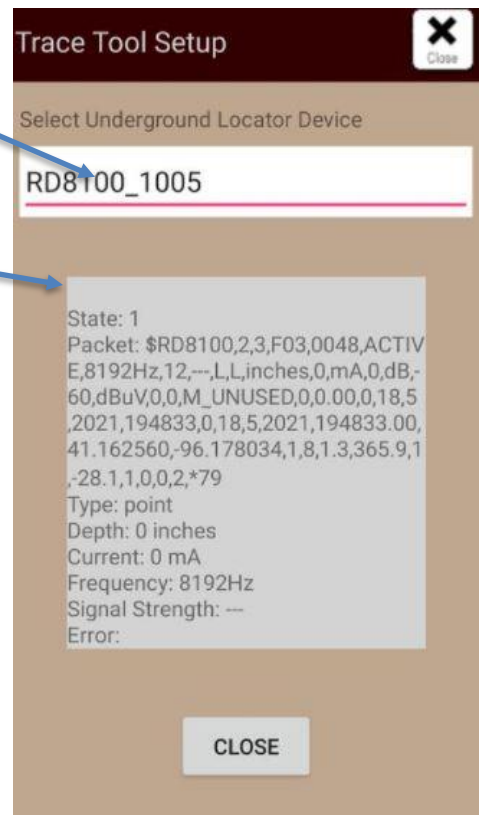 Trace Tool Setup
Close
Select Underground Locator Device
RD8100_1005
State: 1
Packet: $RD8100,2,3,F03,0048,ACTIV
E,8192Hz,12,---,L,L,inches,0,mA,0,dB,-
60,dBuV,0,0,M_UNUSED,0,0.00,0,18,5
,2021,194833,0,18,5,2021,194833.00,
41.162560,-96.178034,1,8,1.3,365.9,1
,-28.1,1,0,0,2,*79
Type: point
Depth: 0 inches
Current: 0 mA
Frequency: 8192Hz
Signal Strength: ---
Error:
CLOSE